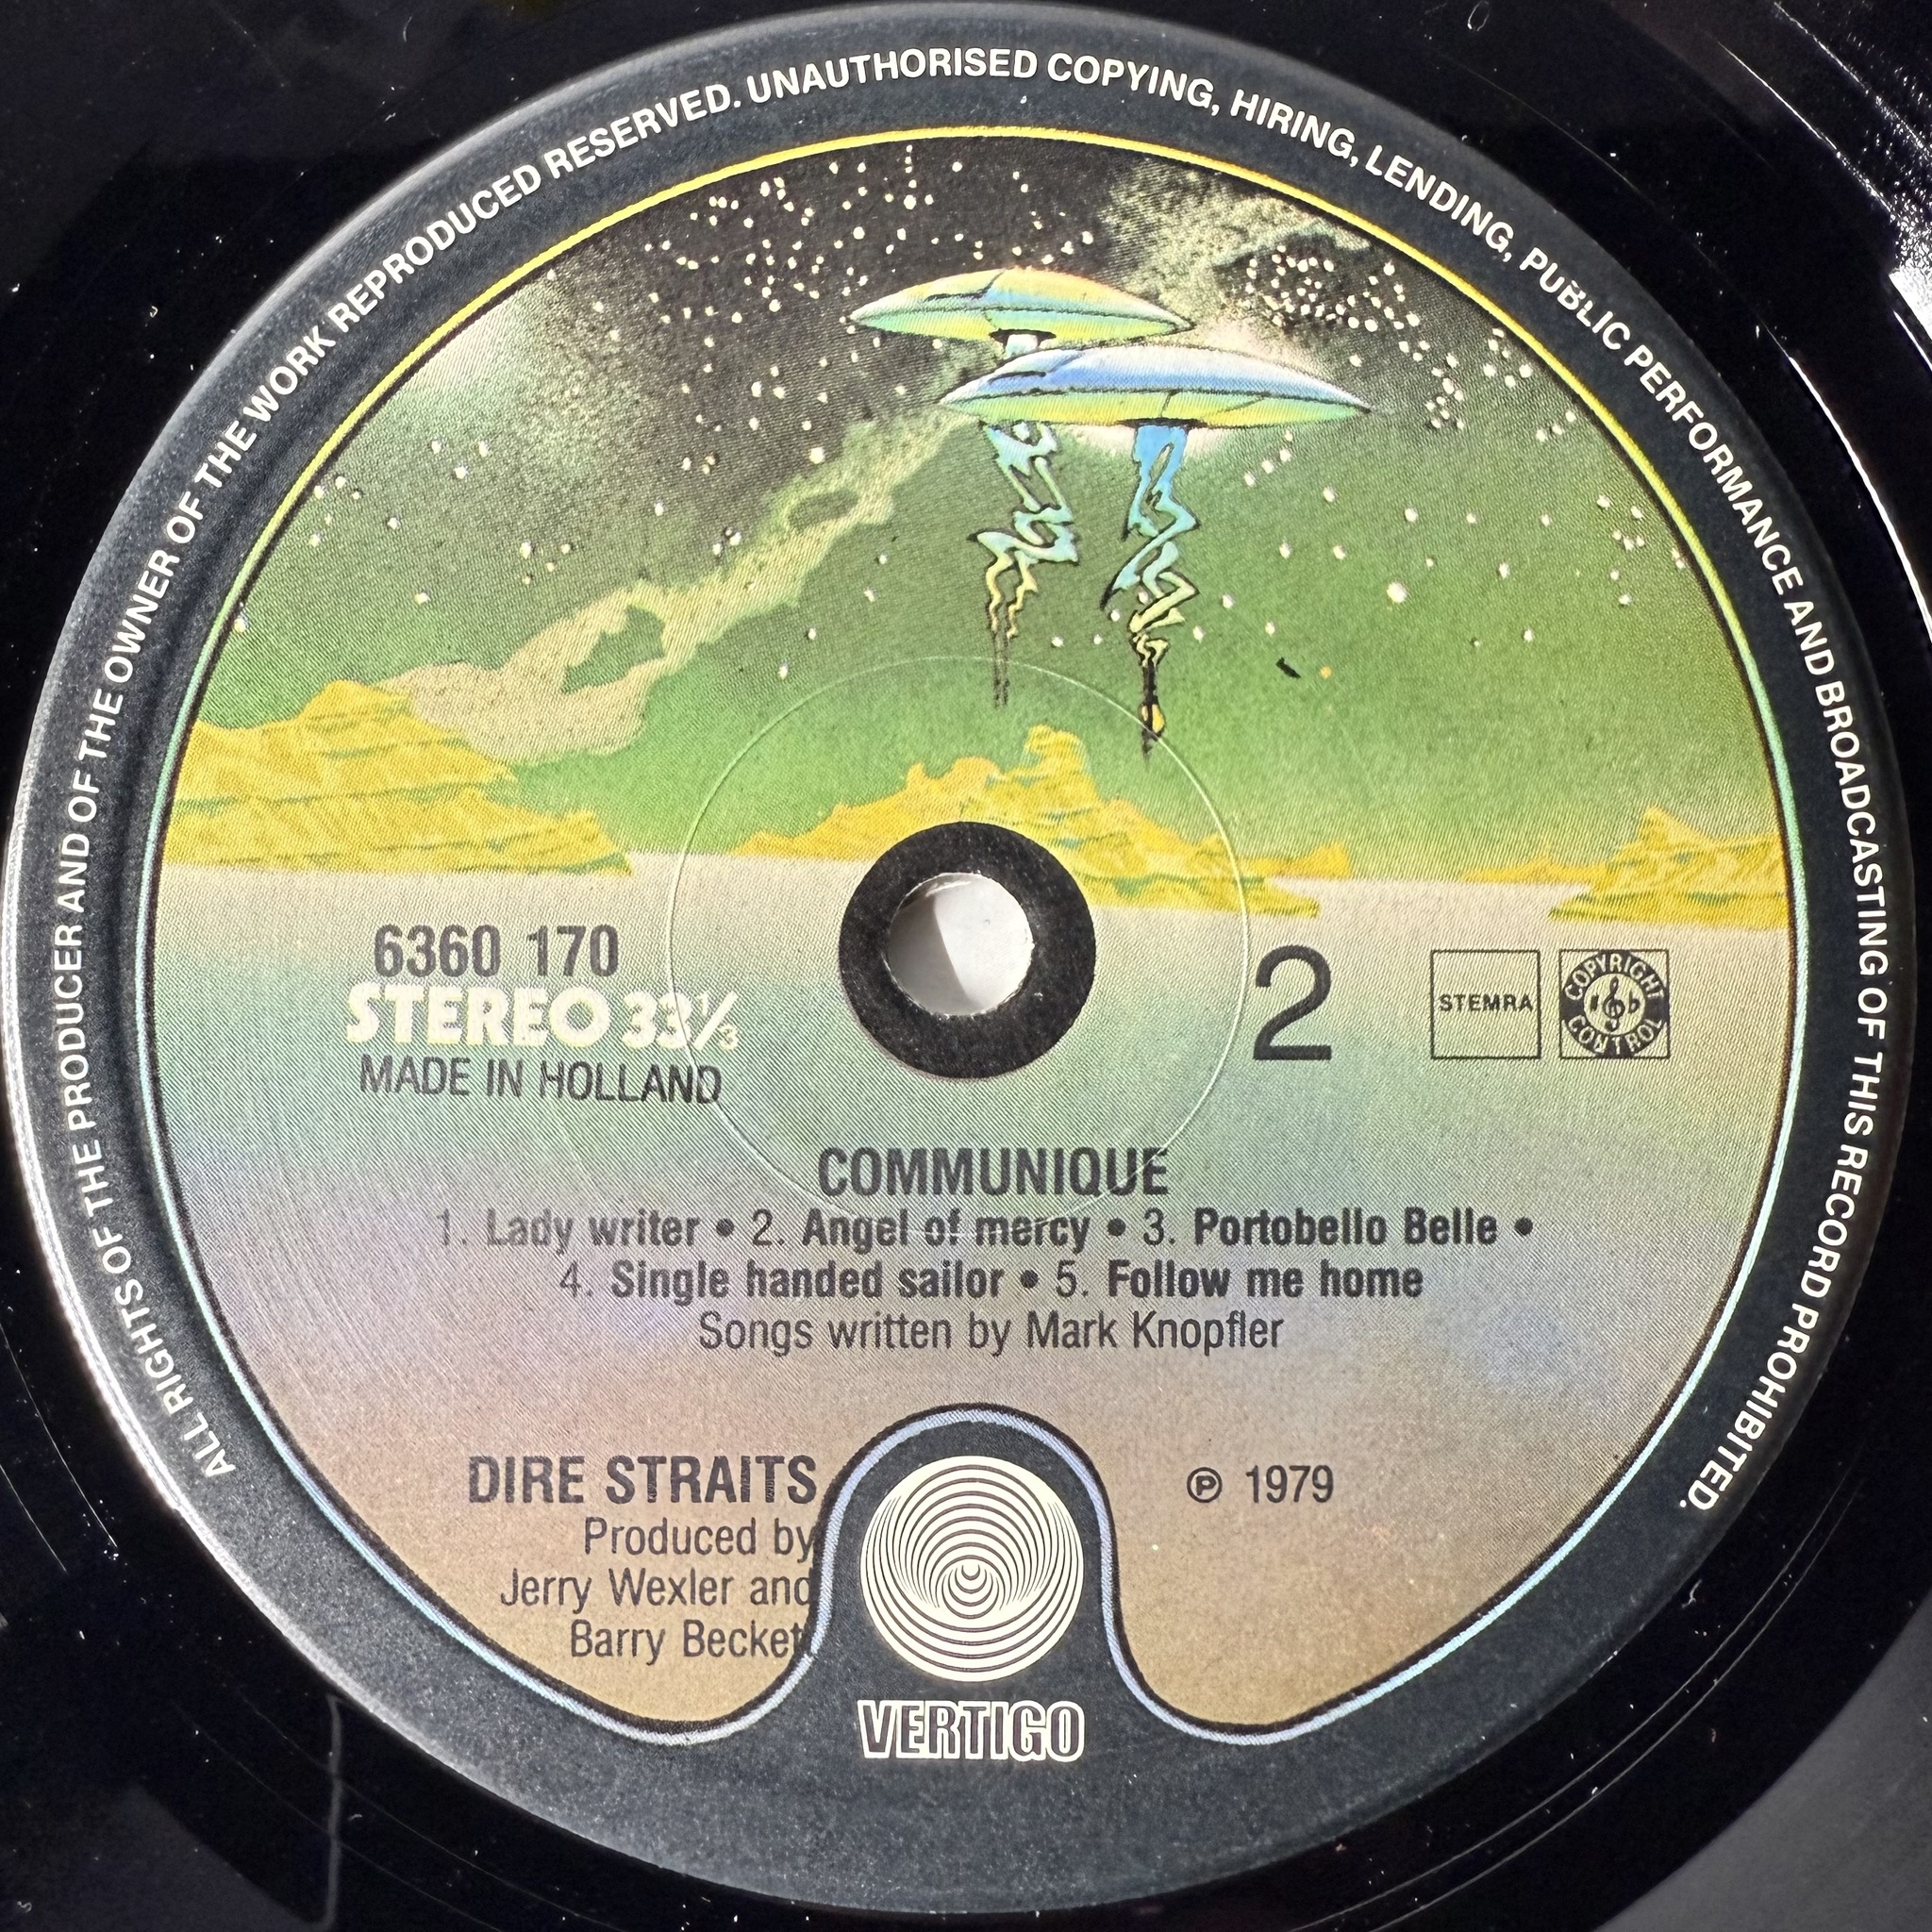 ALL RIGHTS OF THE PRODUCER AND OF THE OWNER OF THE WORK REPRODUCED RESERVED. UNAUTHORISED COPYING, HIRING, LENDING, PUBLIC PERFORMANCE AND BROADCASTING OF THIS RECORD PROHIBITED.
6360 170
STEREO 33⅓
MADE IN HOLLAND
2
STEMRA
COPYRIGHT CONTROL
COMMUNIQUE
1. Lady writer • 2. Angel of mercy • 3. Portobello Belle •
4. Single handed sailor • 5. Follow me home
Songs written by Mark Knopfler
DIRE STRAITS
Produced by
Jerry Wexler and
Barry Becket
℗ 1979
VERTIGO